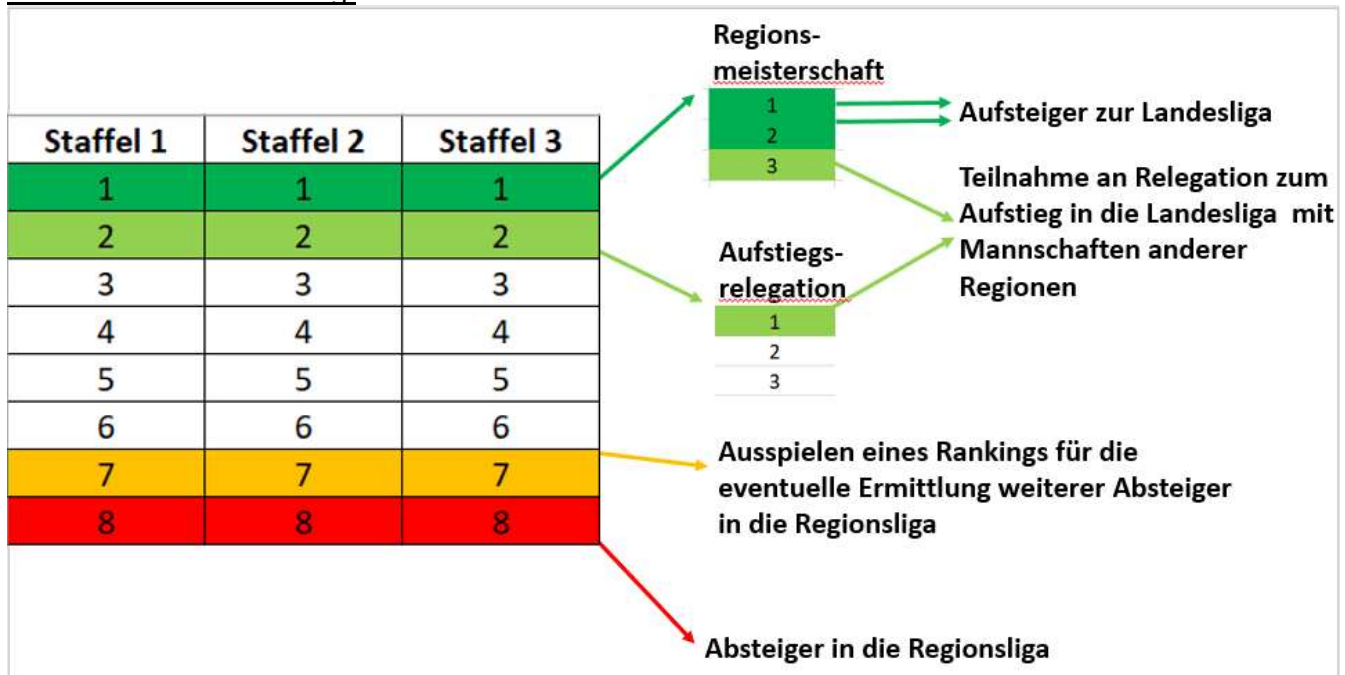 Staffel 1 Staffel 2 Staffel 3
1 1 1
2 2 2
3 3 3
4 4 4
5 5 5
6 6 6
7 7 7
8 8 8
Regions-
meisterschaft
1
2
3
Aufsteiger zur Landesliga
Teilnahme an Relegation zum
Aufstieg in die Landesliga mit
Mannschaften anderer
Regionen
Aufstiegs-
relegation
1
2
3
Ausspielen eines Rankings für die
eventuelle Ermittlung weiterer Absteiger
in die Regionsliga
Absteiger in die Regionsliga